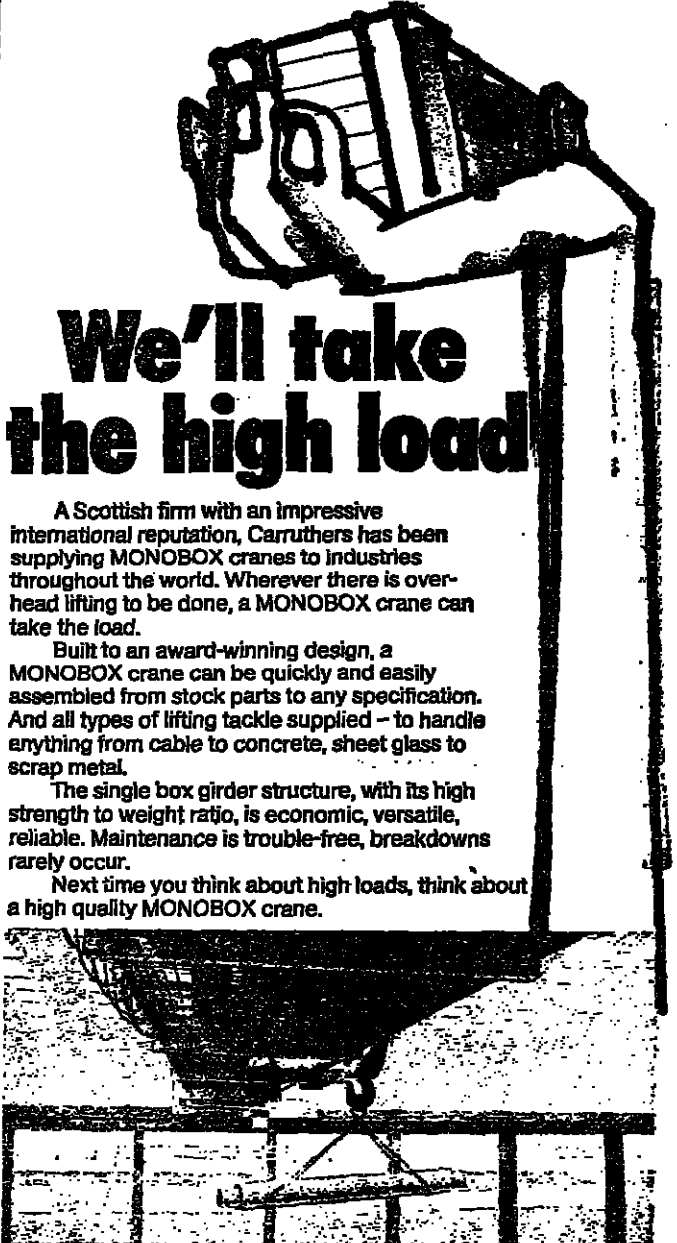 We'll take
the high load
A Scottish firm with an impressive
international reputation, Carruthers has been
supplying MONOBOX cranes to industries
throughout the world. Wherever there is over-
head lifting to be done, a MONOBOX crane can
take the load.
Built to an award-winning design, a
MONOBOX crane can be quickly and easily
assembled from stock parts to any specification.
And all types of lifting tackle supplied – to handle
anything from cable to concrete, sheet glass to
scrap metal.
The single box girder structure, with its high
strength to weight ratio, is economic, versatile,
reliable. Maintenance is trouble-free, breakdowns
rarely occur.
Next time you think about high loads, think about
a high quality MONOBOX crane.